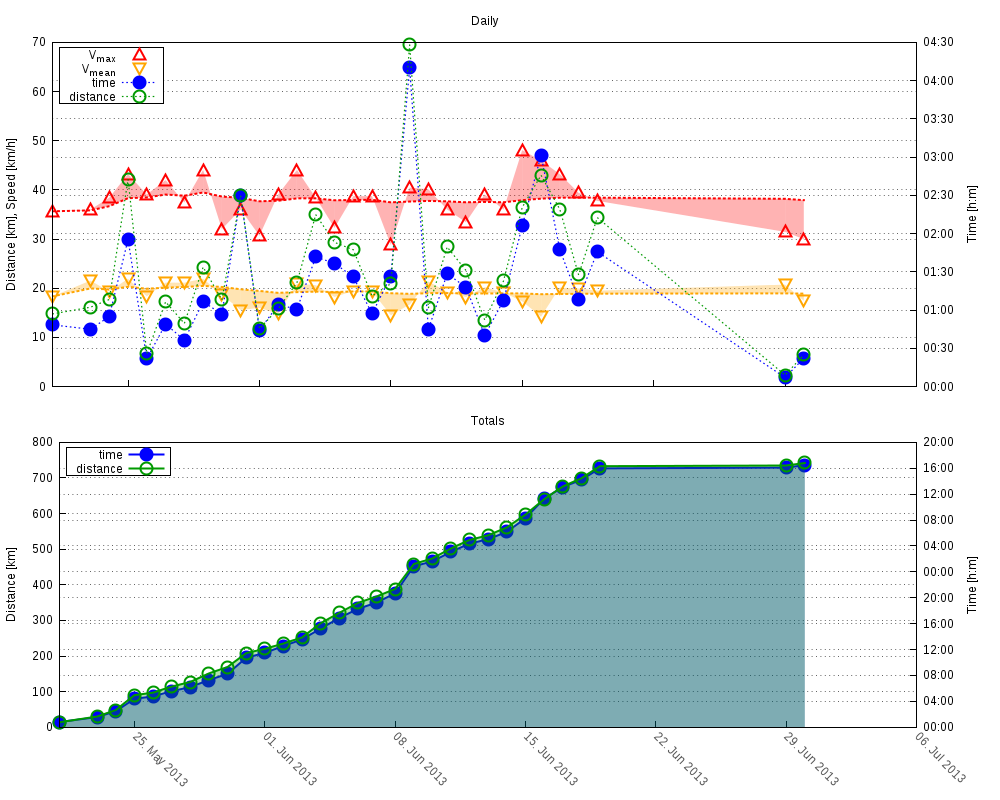 Daily
70
60
50
40
30
20
10
0
Distance [km], Speed [km/h]
Vmax
Vmean
time
distance
04:30
04:00
03:30
03:00
02:30
02:00
01:30
01:00
00:30
00:00
Time [h:m]
Totals
800
700
600
500
400
300
200
100
0
Distance [km]
time
distance
20:00
16:00
12:00
08:00
04:00
00:00
20:00
16:00
12:00
08:00
04:00
00:00
Time [h:m]
25. May 2013
01. Jun 2013
08. Jun 2013
15. Jun 2013
22. Jun 2013
29. Jun 2013
06. Jul 2013